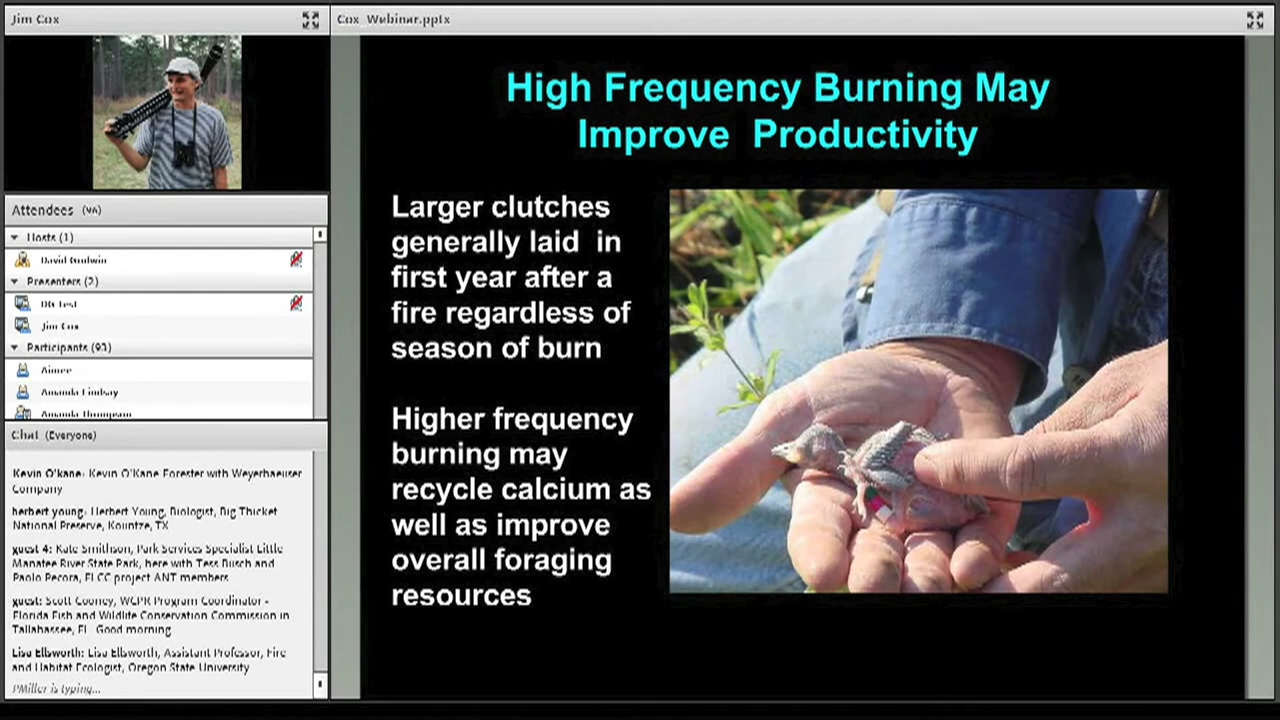 Jim Cox
Cox_Webinar.pptx
Attendees (96)
Hosts (1)
David Godwin
Presenters (2)
DG Test
Jim Cox
Participants (93)
Aimee
Amanda Lindsay
Amanda Thompson
Chat (Everyone)
Kevin O'kane: Kevin O'Kane Forester with Weyerhaeuser
Company
herbert young: Herbert Young, Biologist, Big Thicket
National Preserve, Kountze, TX
guest 4: Kate Smithson, Park Services Specialist Little
Manatee River State Park, here with Tess Busch and
Paolo Pecora, FLCC project ANT members
guest: Scott Cooney, WCPR Program Coordinator -
Florida Fish and Wildlife Conservation Commission in
Tallahassee, FL Good morning
Lisa Ellsworth: Lisa Ellsworth, Assistant Professor, Fire
and Habitat Ecologist, Oregon State University
PMiller is typing...
High Frequency Burning May
Improve Productivity
Larger clutches
generally laid in
first year after a
fire regardless of
season of burn
Higher frequency
burning may
recycle calcium as
well as improve
overall foraging
resources